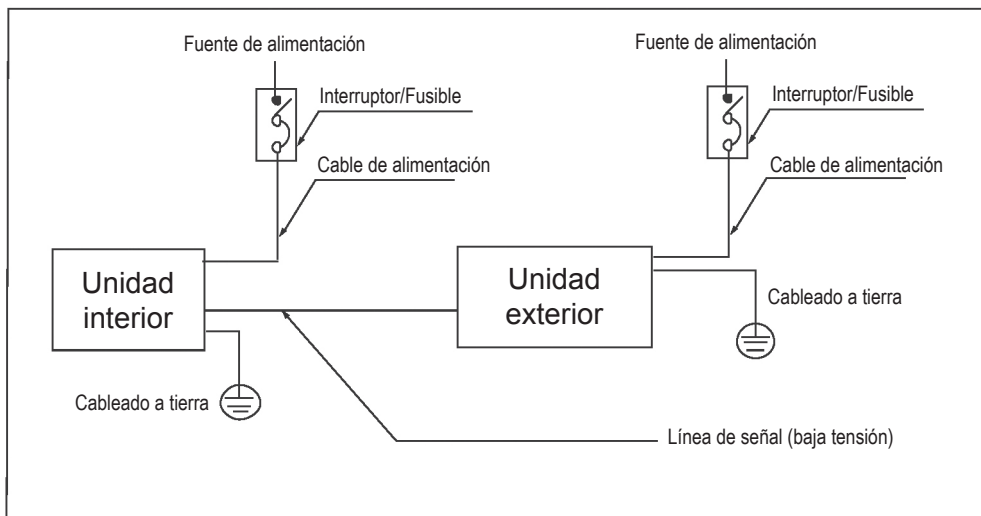 Fuente de alimentación
Fuente de alimentación
Interruptor/Fusible
Interruptor/Fusible
Cable de alimentación
Cable de alimentación
Unidad
interior
Unidad
exterior
Cableado a tierra
Cableado a tierra
Línea de señal (baja tensión)